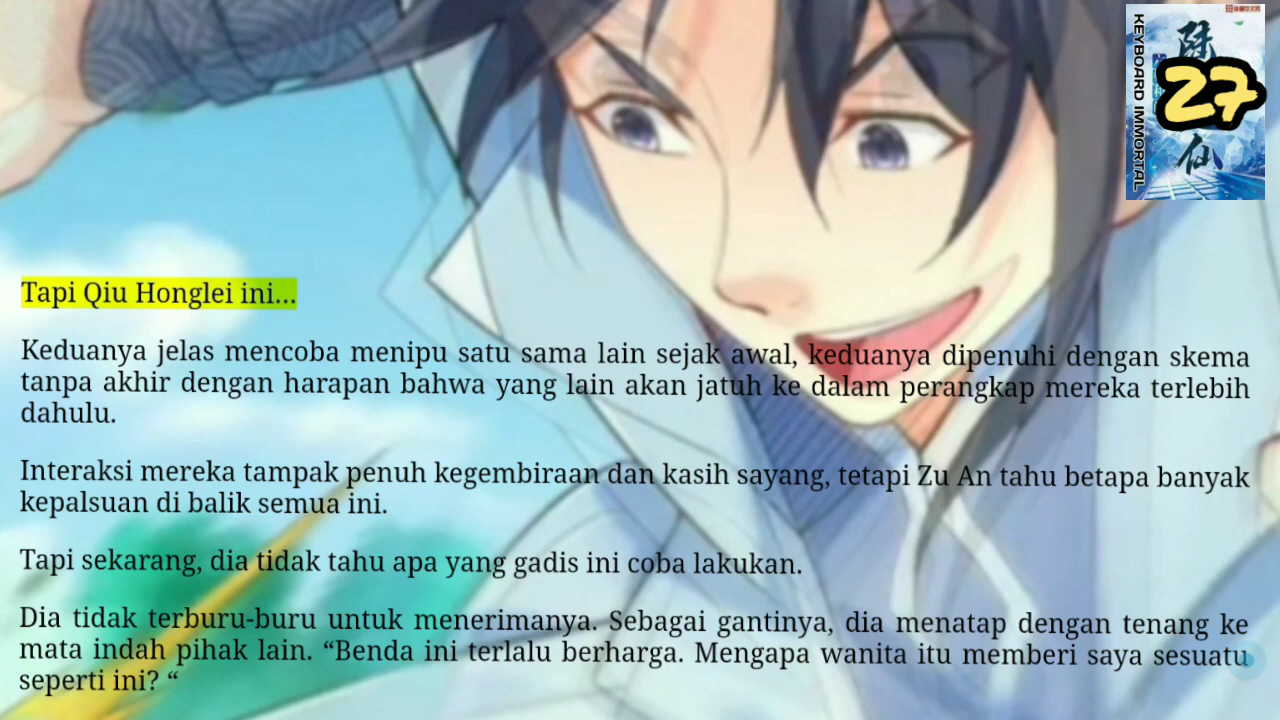 陆
KEYBOARD IMMORTAL
27
仙
Tapi Qiu Honglei ini...
Keduanya jelas mencoba menipu satu sama lain sejak awal, keduanya dipenuhi dengan skema
tanpa akhir dengan harapan bahwa yang lain akan jatuh ke dalam perangkap mereka terlebih
dahulu.
Interaksi mereka tampak penuh kegembiraan dan kasih sayang, tetapi Zu An tahu betapa banyak
kepalsuan di balik semua ini.
Tapi sekarang, dia tidak tahu apa yang gadis ini coba lakukan.
Dia tidak terburu-buru untuk menerimanya. Sebagai gantinya, dia menatap dengan tenang ke
mata indah pihak lain. “Benda ini terlalu berharga. Mengapa wanita itu memberi saya sesuatu
seperti ini? “